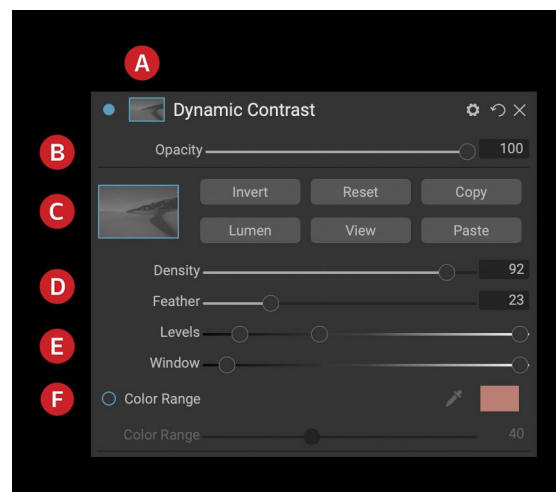 A
Dynamic Contrast
B
Opacity 100
C
Invert Reset Copy
Lumen View Paste
D
Density 92
Feather 23
E
Levels
Window
F
Color Range
Color Range 40